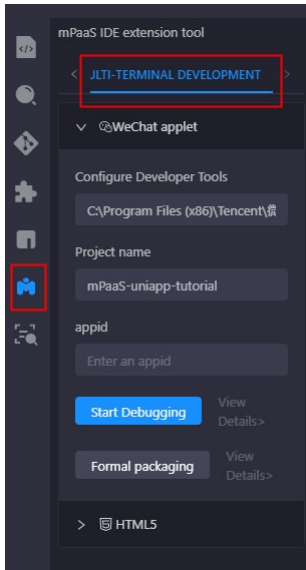 mPaaS IDE extension tool
JLTI-TERMINAL DEVELOPMENT
WeChat applet
Configure Developer Tools
C:\Program Files (x86)\Tencent\微
Project name
mPaaS-uniapp-tutorial
appid
Enter an appid
Start Debugging
View
Details>
Formal packaging
View
Details>
HTML5